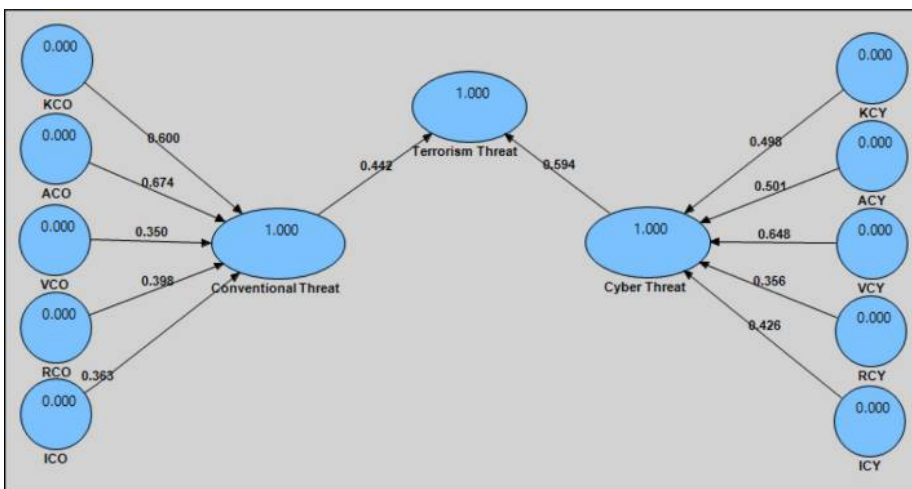 0.000
KCO
0.000
ACO
0.000
VCO
0.000
RCO
0.000
ICO
0.600
0.674
0.350
0.398
0.363
1.000
Conventional Threat
0.442
1.000
Terrorism Threat
0.594
1.000
Cyber Threat
0.498
0.501
0.648
0.356
0.426
0.000
KCY
0.000
ACY
0.000
VCY
0.000
RCY
0.000
ICY